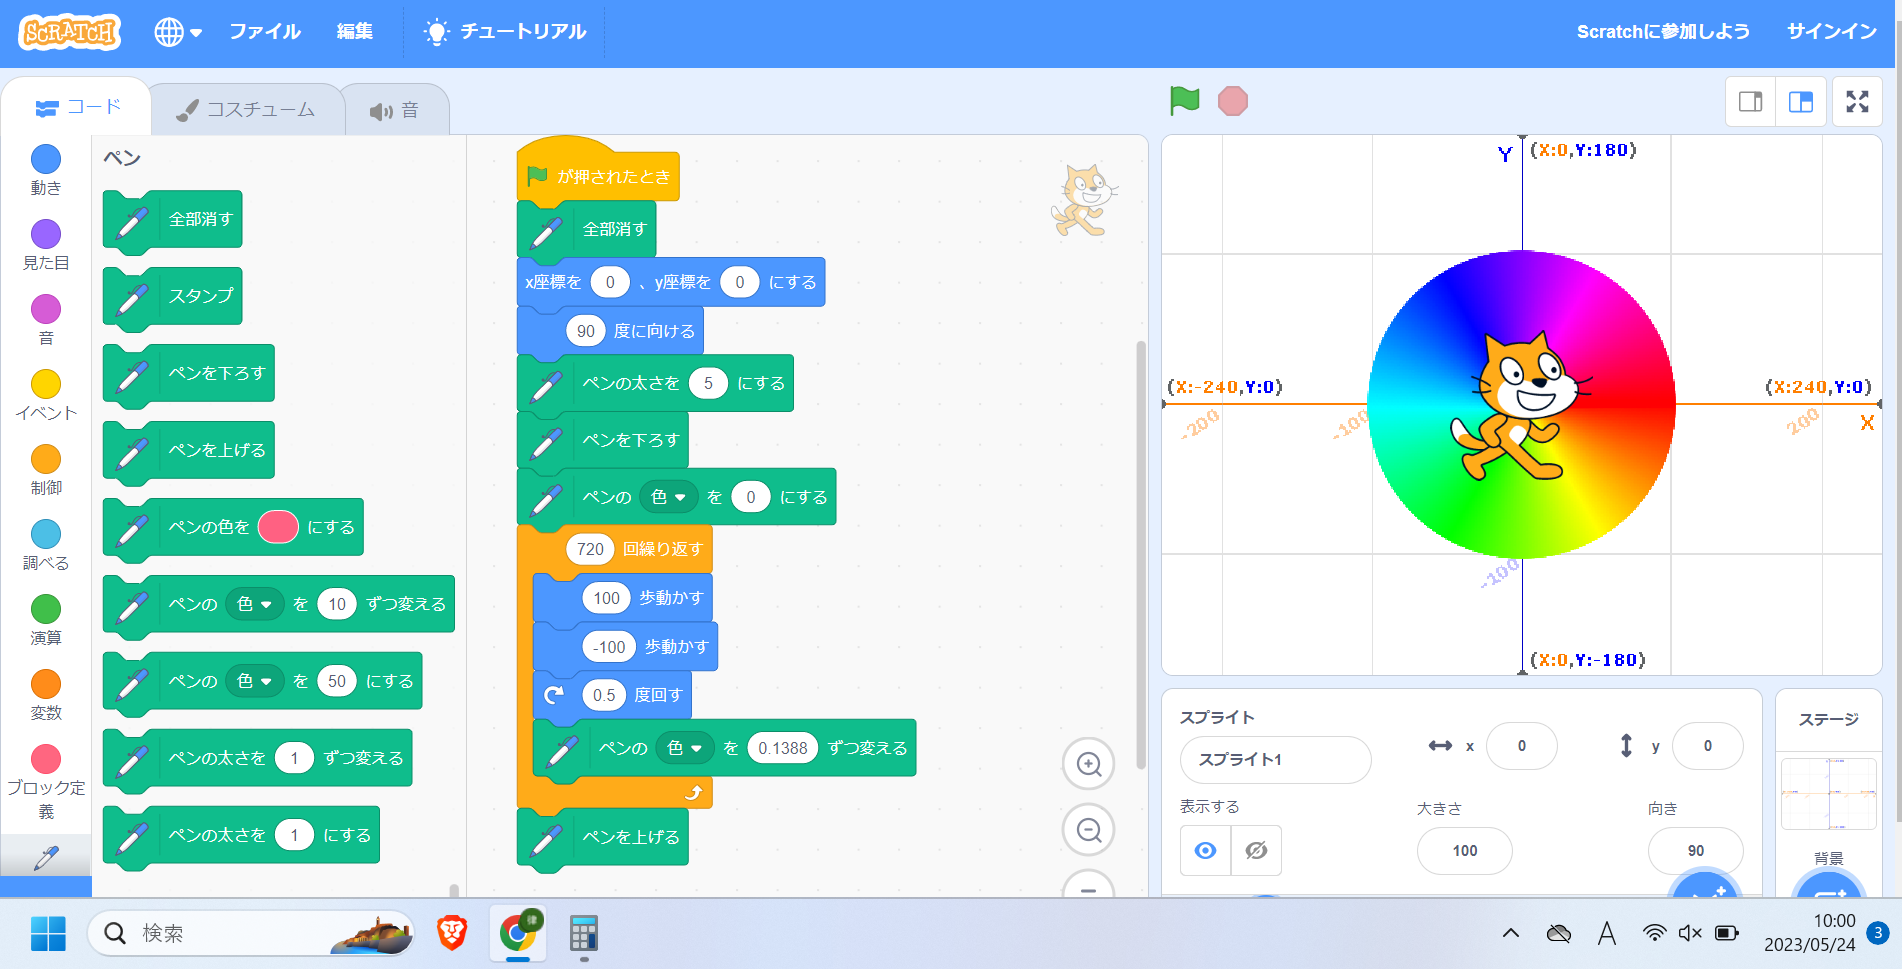 SCRATCH
ファイル
編集
チュートリアル
Scratchに参加しよう
サインイン
コード
コスチューム
音
動き
見た目
音
イベント
制御
調べる
演算
変数
ブロック定
義
ペン
全部消す
スタンプ
ペンを下ろす
ペンを上げる
ペンの色を にする
ペンの 色 を 10 ずつ変える
ペンの 色 を 50 にする
ペンの太さを 1 ずつ変える
ペンの太さを 1 にする
が押されたとき
全部消す
x座標を 0 、y座標を 0 にする
90 度に向ける
ペンの太さを 5 にする
ペンを下ろす
ペンの 色 を 0 にする
720 回繰り返す
100 歩動かす
-100 歩動かす
0.5 度回す
ペンの 色 を 0.1388 ずつ変える
ペンを上げる
Y (X:0,Y:180)
(X:-240,Y:0)
(X:240,Y:0)
-200
-100
200
X
-100
(X:0,Y:-180)
スプライト
スプライト1
x 0
y 0
表示する
大きさ
100
向き
90
ステージ
背景
検索
律
A
10:00
2023/05/24
3